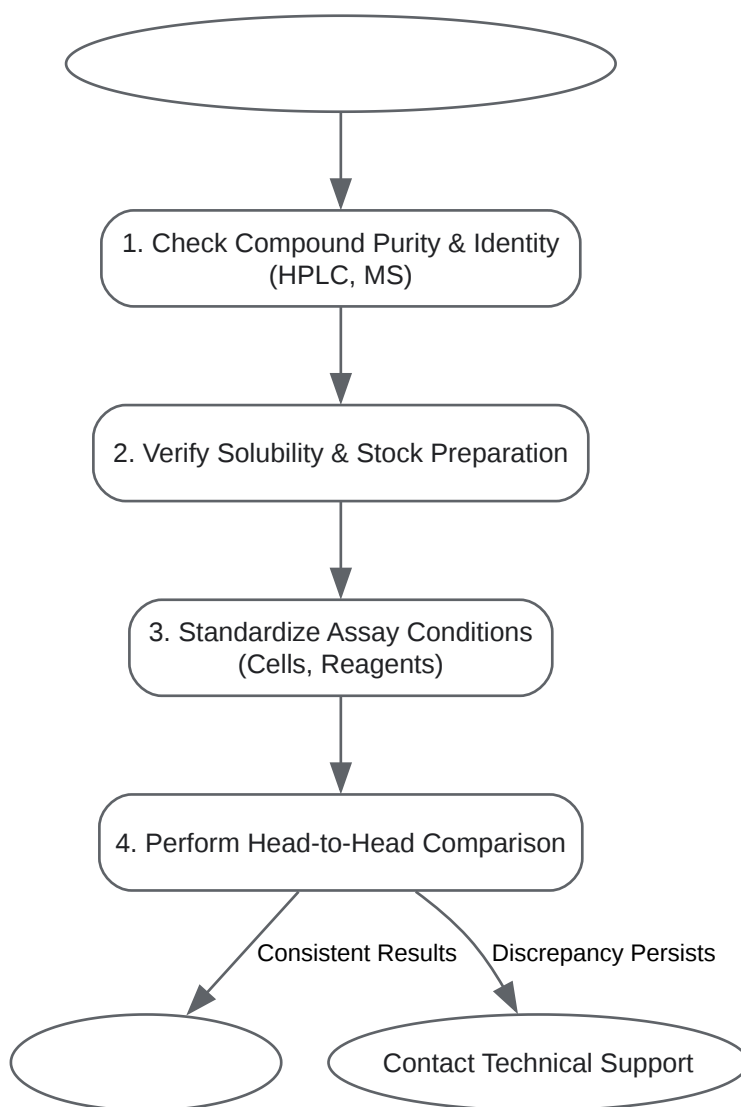 1. Check Compound Purity & Identity
(HPLC, MS)
2. Verify Solubility & Stock Preparation
3. Standardize Assay Conditions
(Cells, Reagents)
4. Perform Head-to-Head Comparison
Consistent Results
Discrepancy Persists
Contact Technical Support